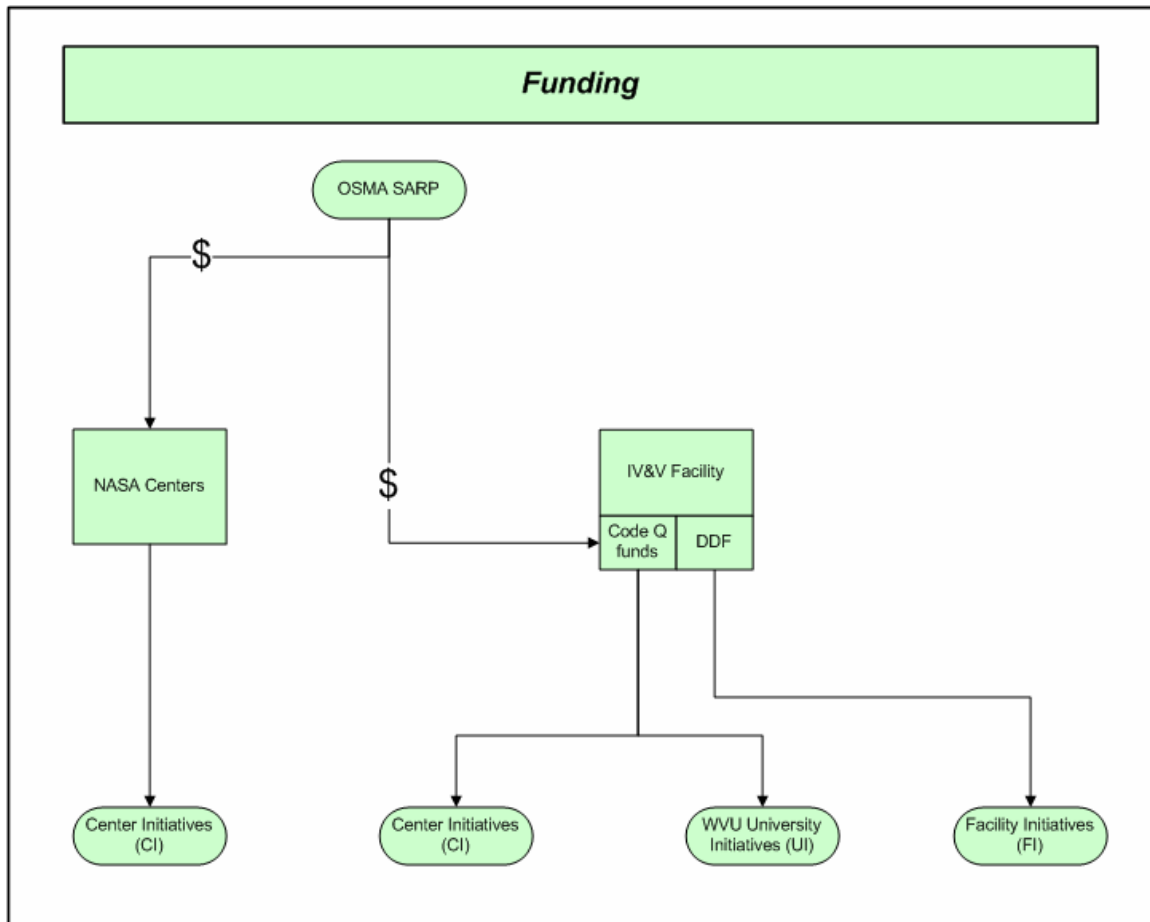 Funding
OSMA SARP
$
NASA Centers
$
IV&V Facility
Code Q
funds
DDF
Center Initiatives
(CI)
Center Initiatives
(CI)
WVU University
Initiatives (UI)
Facility Initiatives
(FI)